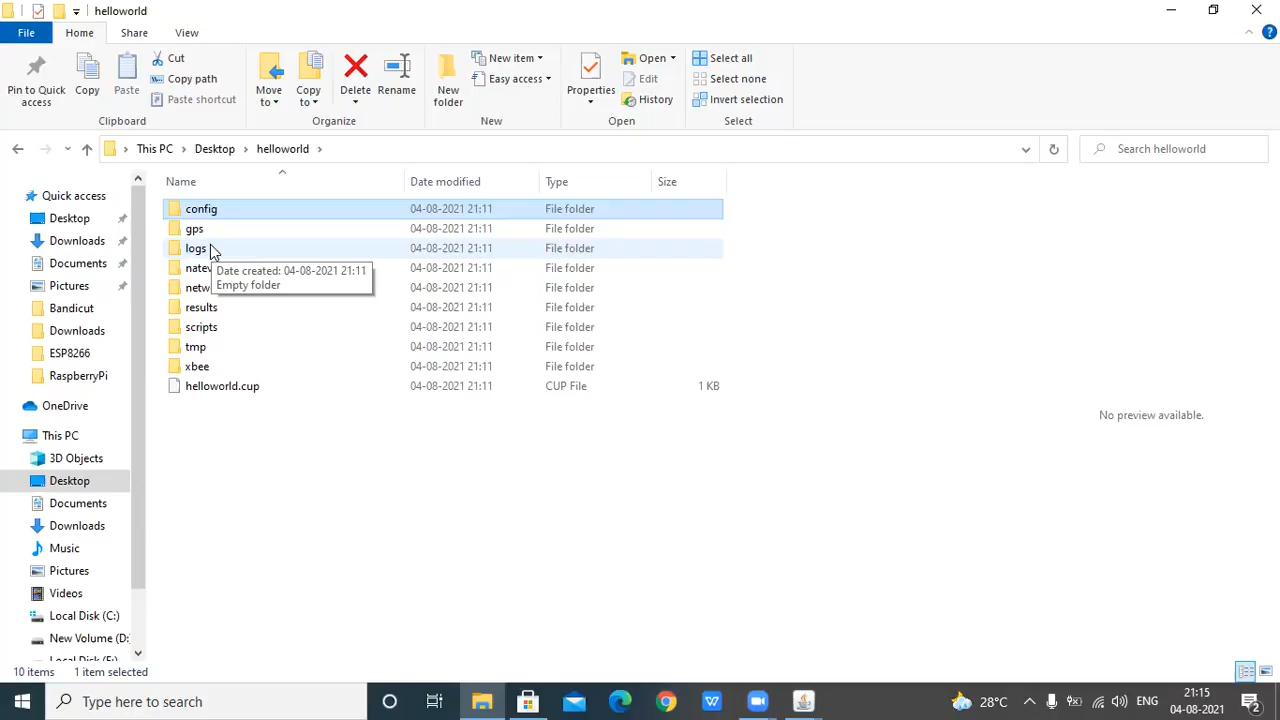 helloworld
File Home Share View
Pin to Quick access
Copy
Paste
Cut
Copy path
Paste shortcut
Clipboard
Move to
Copy to
Delete
Rename
Organize
New folder
New item
Easy access
New
Properties
Open
Edit
History
Open
Select all
Select none
Invert selection
Select
This PC > Desktop > helloworld >
Search helloworld
Quick access
Desktop
Downloads
Documents
Pictures
Bandicut
Downloads
ESP8266
RaspberryPi
OneDrive
This PC
3D Objects
Desktop
Documents
Downloads
Music
Pictures
Videos
Local Disk (C:)
New Volume (D:
Name Date modified Type Size
config 04-08-2021 21:11 File folder
gps 04-08-2021 21:11 File folder
logs 04-08-2021 21:11 File folder
04-08-2021 21:11 File folder
Date created: 04-08-2021 21:11
Empty folder
04-08-2021 21:11 File folder
results 04-08-2021 21:11 File folder
scripts 04-08-2021 21:11 File folder
tmp 04-08-2021 21:11 File folder
xbee 04-08-2021 21:11 File folder
helloworld.cup 04-08-2021 21:11 CUP File 1 KB
No preview available.
10 items 1 item selected
Type here to search
28°C
ENG
21:15
04-08-2021
2